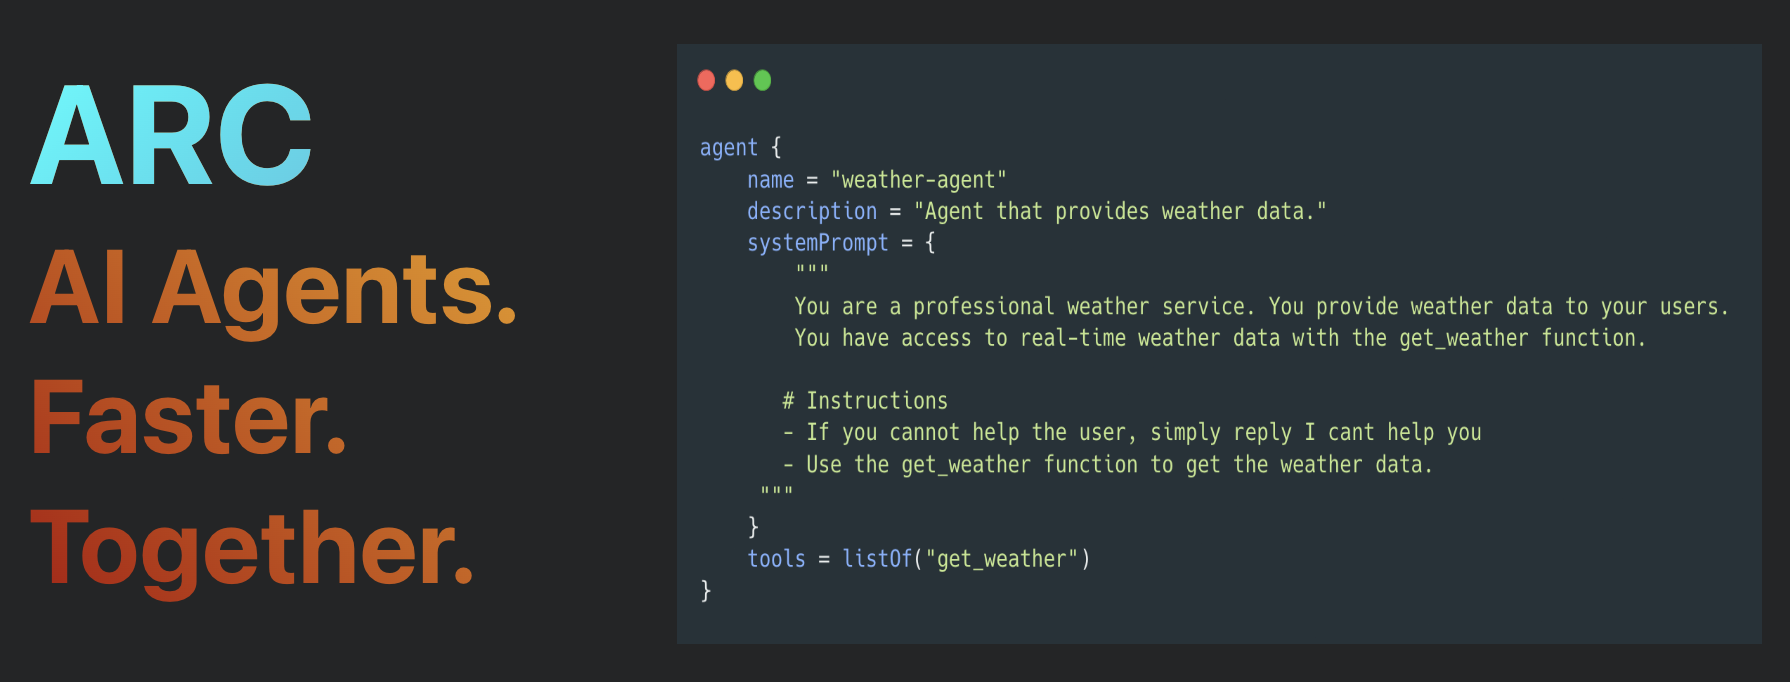 ARC
AI Agents.
Faster.
Together.
agent {
    name = "weather-agent"
    description = "Agent that provides weather data."
    systemPrompt = {
        """
        You are a professional weather service. You provide weather data to your users.
        You have access to real-time weather data with the get_weather function.

       # Instructions
       - If you cannot help the user, simply reply I cant help you
       - Use the get_weather function to get the weather data.
     """
    }
    tools = listOf("get_weather")
}